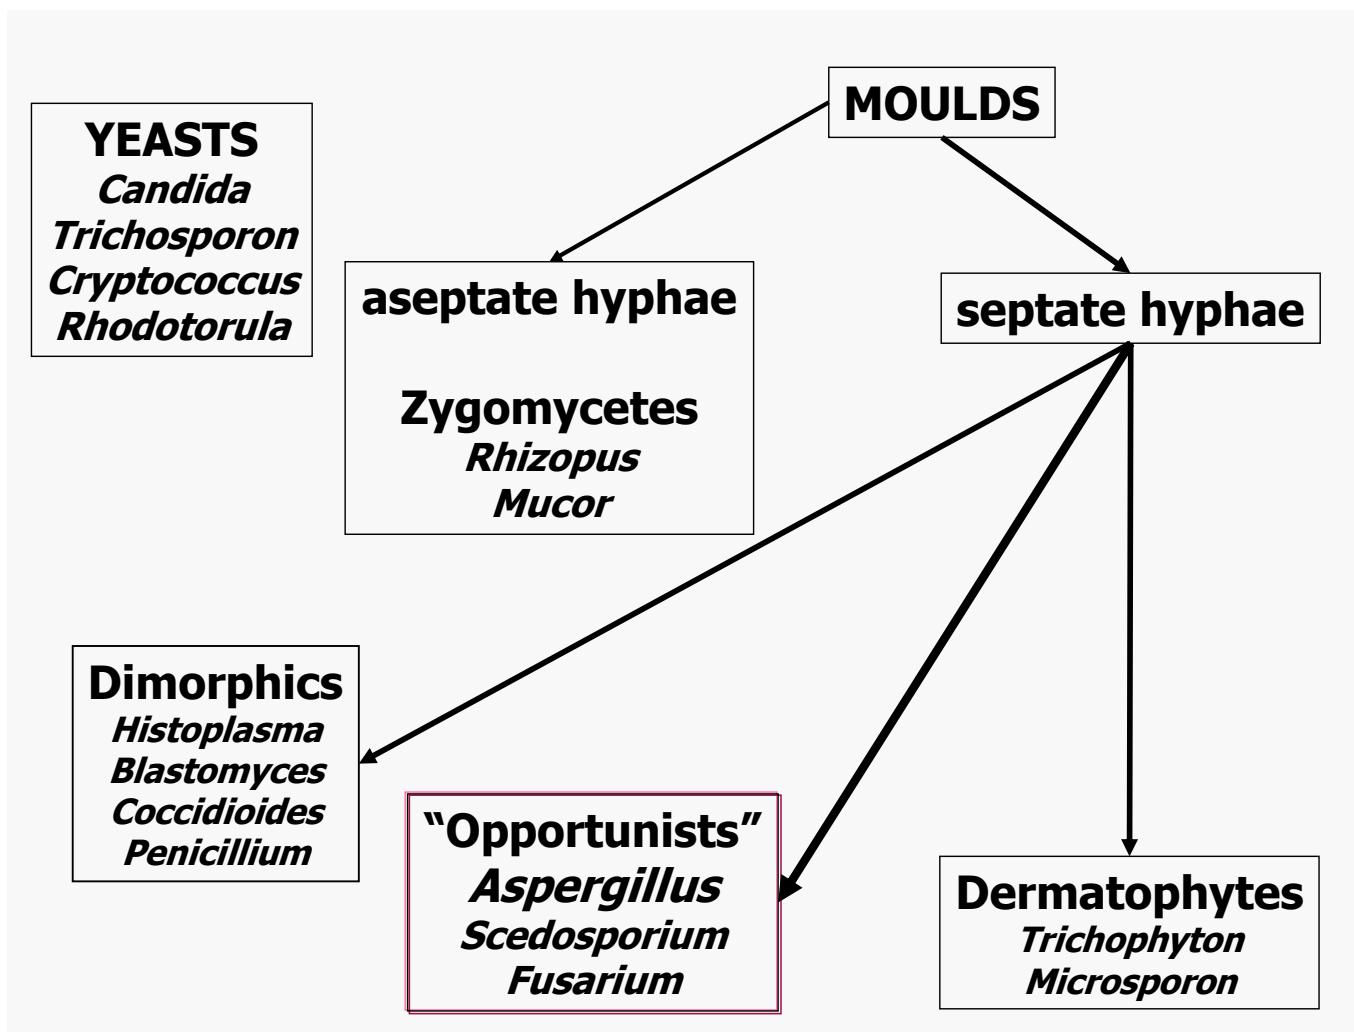 MOULDS
YEASTS
Candida
Trichosporon
Cryptococcus
Rhodotorula
aseptate hyphae
Zygomycetes
Rhizopus
Mucor
septate hyphae
Dimorphics
Histoplasma
Blastomyces
Coccidioides
Penicillium
“Opportunists”
Aspergillus
Scedosporium
Fusarium
Dermatophytes
Trichophyton
Microsporon